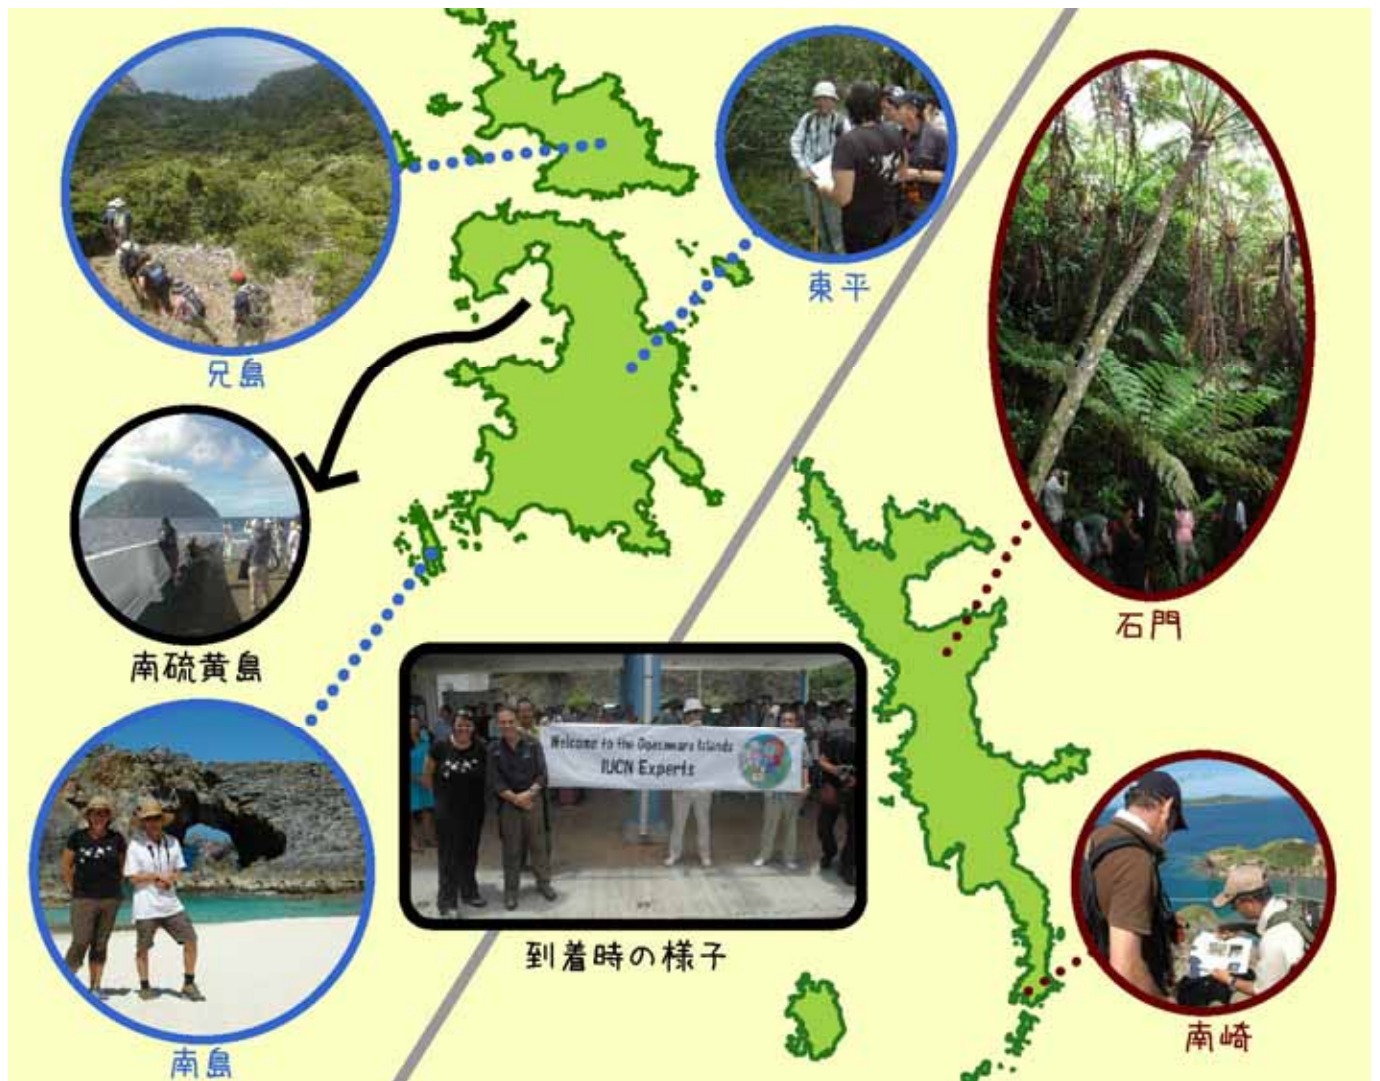 兄島
東平
石門
南硫黄島
Welcome to the Ogasawara Islands
IUCN Experts
到着時の様子
南島
南崎